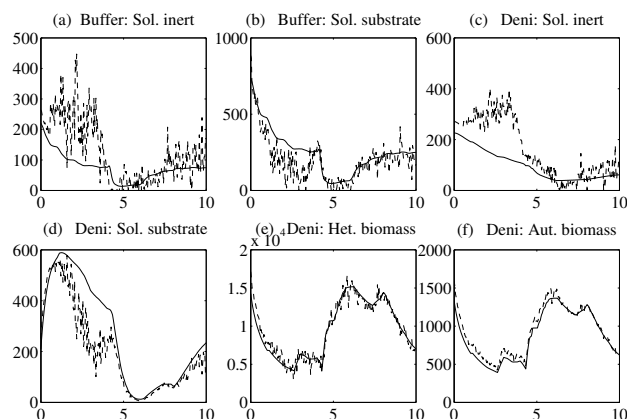 (a) Buffer: Sol. inert
(b) Buffer: Sol. substrate
(c) Deni: Sol. inert
500
400
300
200
100
0
0 5 10
1000
500
0
0 5 10
600
400
200
0
0 5 10
(d) Deni: Sol. substrate
(e) Deni: Het. biomass
(f) Deni: Aut. biomass
600
400
200
0
0 5 10
x 10^4
2
1.5
1
0.5
0
0 5 10
2000
1500
1000
500
0
0 5 10